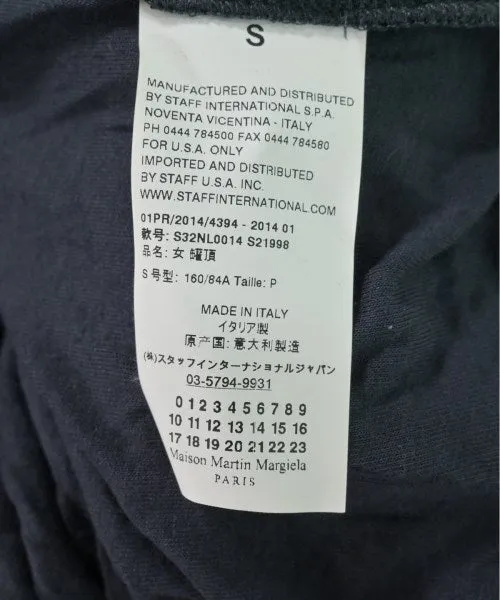 S
MANUFACTURED AND DISTRIBUTED
BY STAFF INTERNATIONAL S.P.A.
NOVENTA VICENTINA - ITALY
PH 0444 784500 FAX 0444 784580
FOR U.S.A. ONLY
IMPORTED AND DISTRIBUTED
BY STAFF U.S.A. INC.
WWW.STAFFINTERNATIONAL.COM
01PR/2014/4394 - 2014 01
款号: S32NL0014 S21998
品名: 女 罐頂
S 号型: 160/84A Taille: P
MADE IN ITALY
イタリア製
原产国: 意大利製造
(株)スタッフインターナショナルジャパン
03-5794-9931
0 1 2 3 4 5 6 7 8 9
10 11 12 13 14 15 16
17 18 19 20 21 22 23
Maison Martin Margiela
PARIS